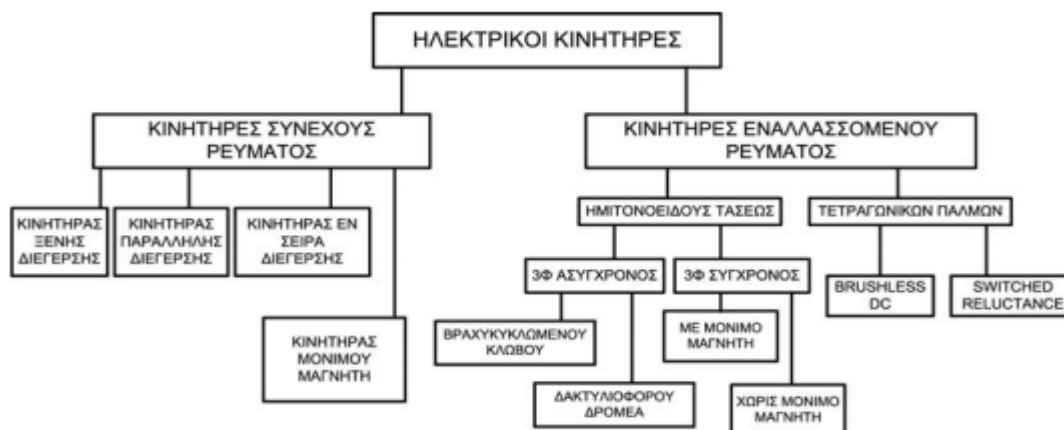 ΗΛΕΚΤΡΙΚΟΙ ΚΙΝΗΤΗΡΕΣ
ΚΙΝΗΤΗΡΕΣ ΣΥΝΕΧΟΥΣ
ΡΕΥΜΑΤΟΣ
ΚΙΝΗΤΗΡΕΣ ΕΝΑΛΛΑΣΣΟΜΕΝΟΥ
ΡΕΥΜΑΤΟΣ
ΚΙΝΗΤΗΡΑΣ
ΞΕΝΗΣ
ΔΙΕΓΕΡΣΗΣ
ΚΙΝΗΤΗΡΑΣ
ΠΑΡΑΛΛΗΛΗΣ
ΔΙΕΓΕΡΣΗΣ
ΚΙΝΗΤΗΡΑΣ ΕΝ
ΣΕΙΡΑ
ΔΙΕΓΕΡΣΗΣ
ΚΙΝΗΤΗΡΑΣ
ΜΟΝΙΜΟΥ
ΜΑΓΝΗΤΗ
ΗΜΙΤΟΝΟΕΙΔΟΥΣ ΤΑΣΕΩΣ
ΤΕΤΡΑΓΩΝΙΚΩΝ ΠΑΛΜΩΝ
3Φ ΑΣΥΓΧΡΟΝΟΣ
3Φ ΣΥΓΧΡΟΝΟΣ
BRUSHLESS
DC
SWITCHED
RELUCTANCE
ΒΡΑΧΥΚΥΚΛΩΜΕΝΟΥ
ΚΛΩΒΟΥ
ΜΕ ΜΟΝΙΜΟ
ΜΑΓΝΗΤΗ
ΔΑΚΤΥΛΙΟΦΟΡΟΥ
ΔΡΟΜΕΑ
ΧΩΡΙΣ ΜΟΝΙΜΟ
ΜΑΓΝΗΤΗ